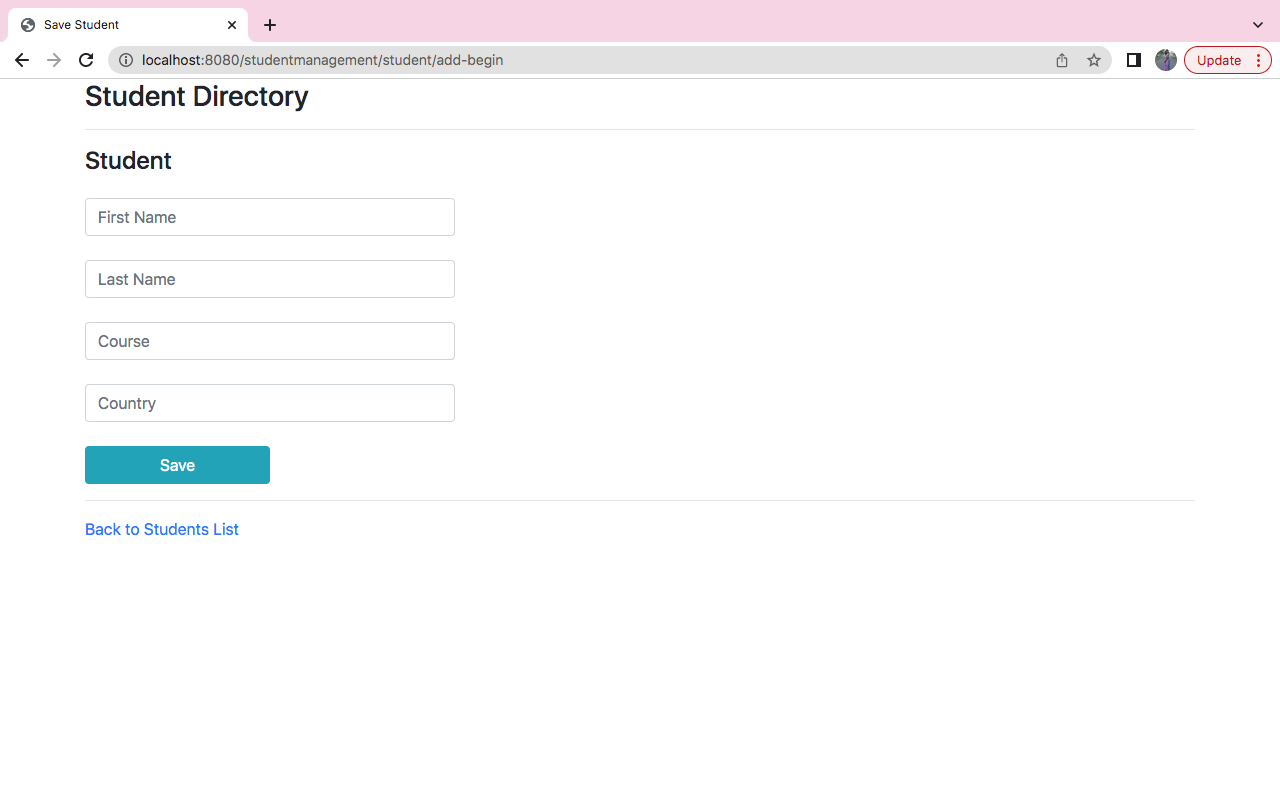 Save Student
localhost:8080/studentmanagement/student/add-begin
Update
Student Directory
Student
First Name
Last Name
Course
Country
Save
Back to Students List